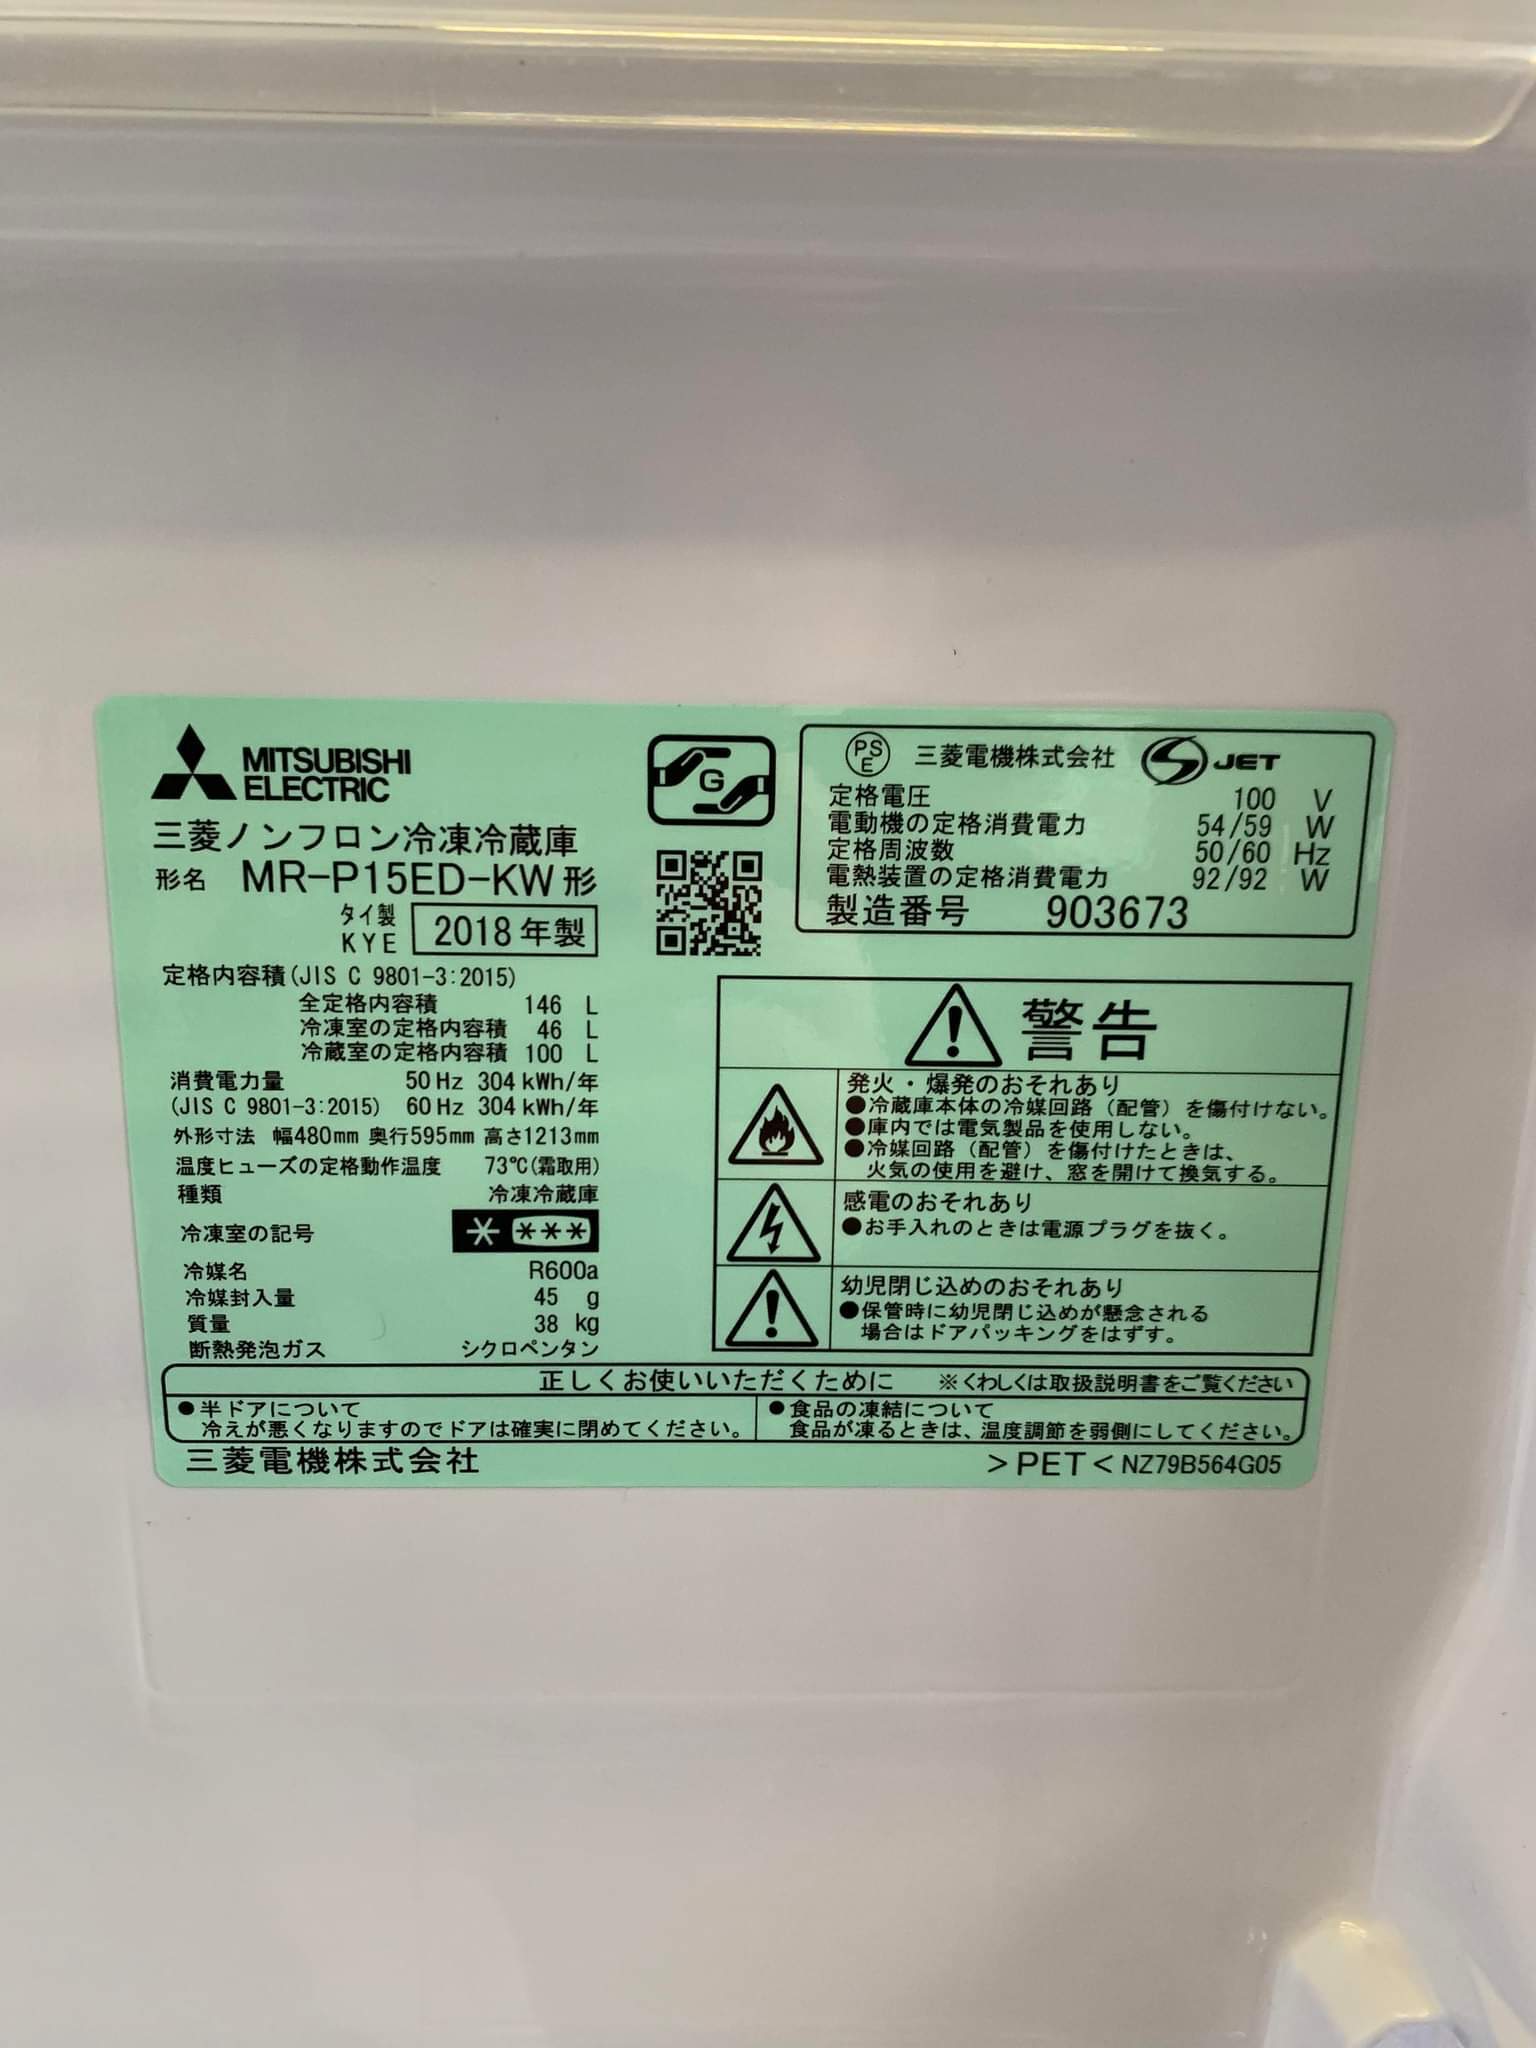 MITSUBISHI
ELECTRIC
三菱ノンフロン冷凍冷蔵庫
形名 MR-P15ED-KW 形
タイ製
KYE
2018年製
定格内容積(JIS C 9801-3:2015)
全定格内容積 146 L
冷凍室の定格内容積 46 L
冷蔵室の定格内容積 100 L
消費電力量 50Hz 304kWh/年
(JIS C 9801-3:2015) 60Hz 304kWh/年
外形寸法 幅480mm 奥行595mm 高さ1213mm
温度ヒューズの定格動作温度 73℃(霜取用)
種類 冷凍冷蔵庫
冷凍室の記号 * ***
冷媒名 R600a
冷媒封入量 45 g
質量 38 kg
断熱発泡ガス シクロペンタン
G
PS
E
三菱電機株式会社 S JET
定格電圧 100 V
電動機の定格消費電力 54/59 W
定格周波数 50/60 Hz
電熱装置の定格消費電力 92/92 W
製造番号 903673
警告
発火・爆発のおそれあり
●冷蔵庫本体の冷媒回路（配管）を傷付けない。
●庫内では電気製品を使用しない。
●冷媒回路（配管）を傷付けたときは、
火気の使用を避け、窓を開けて換気する。
感電のおそれあり
●お手入れのときは電源プラグを抜く。
幼児閉じ込めのおそれあり
●保管時に幼児閉じ込めが懸念される
場合はドアパッキングをはずす。
正しくお使いいただくために ※くわしくは取扱説明書をご覧ください
●半ドアについて
冷えが悪くなりますのでドアは確実に閉めてください。
●食品の凍結について
食品が凍るときは、温度調節を弱側にしてください。
三菱電機株式会社
>PET< NZ79B564G05